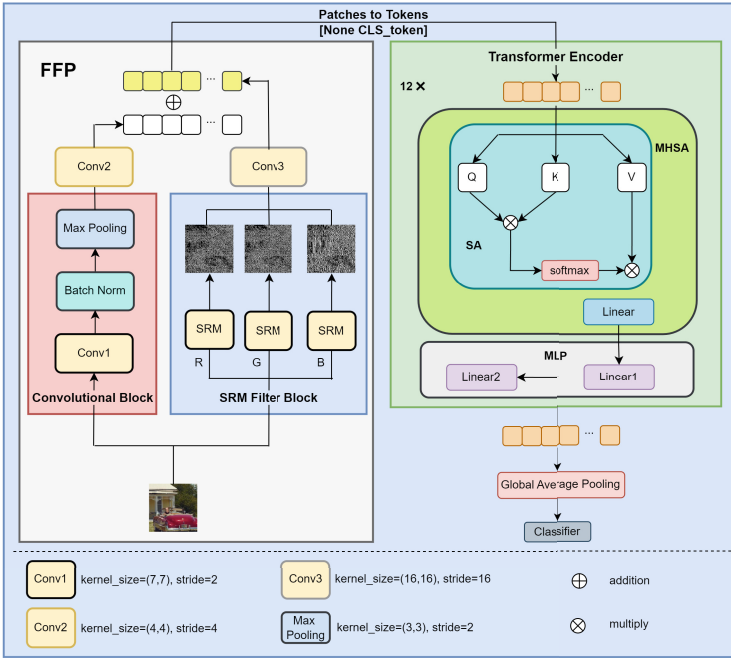 Patches to Tokens
[None CLS_token]
FFP
...
Conv2
Conv3
Max Pooling
Batch Norm
Conv1
Convolutional Block
SRM
SRM
SRM
R
G
B
SRM Filter Block
Transformer Encoder
12 ×
...
MHSA
Q
K
V
SA
softmax
Linear
MLP
Linear2
Linear1
...
Global Average Pooling
Classifier
Conv1
kernel_size=(7,7), stride=2
Conv3
kernel_size=(16,16), stride=16
addition
Conv2
kernel_size=(4,4), stride=4
Max
Pooling
kernel_size=(3,3), stride=2
multiply